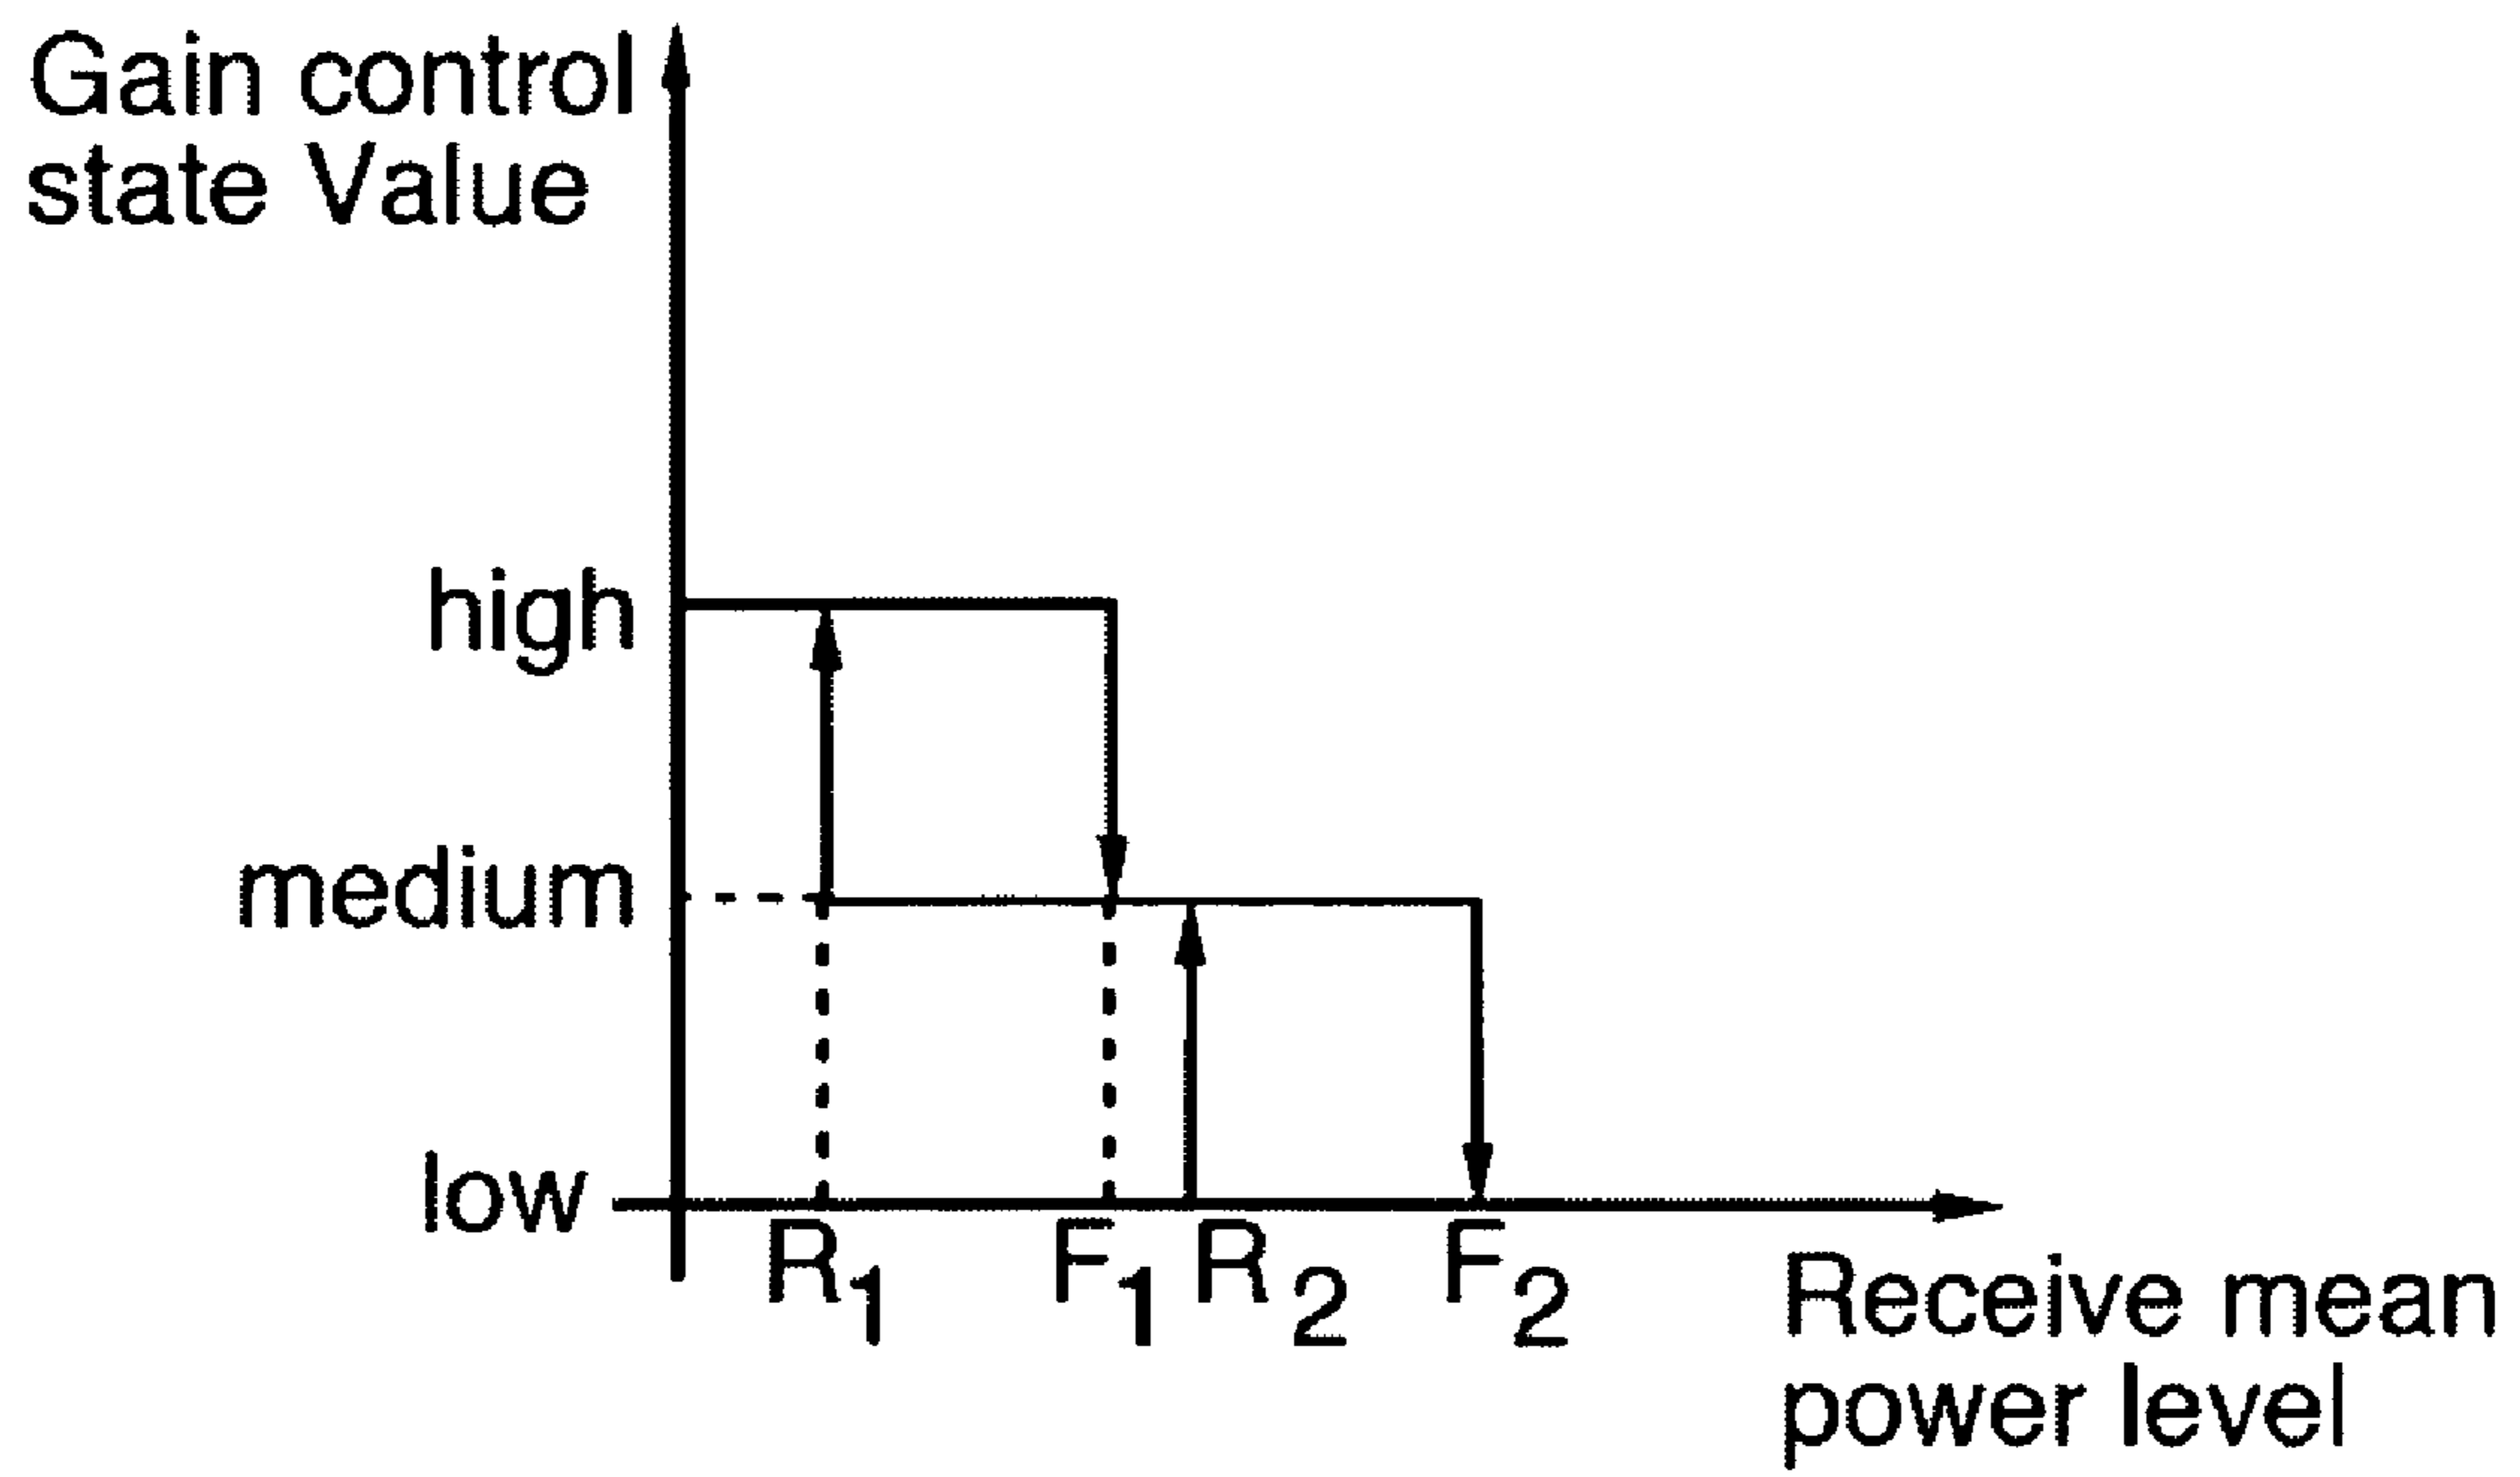 Gain control
state Value
high
medium
low
R1 F1 R2 F2
Receive mean
power level